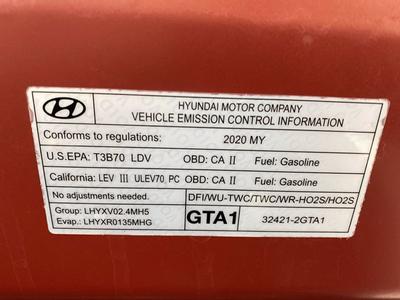 HYUNDAI MOTOR COMPANY
VEHICLE EMISSION CONTROL INFORMATION
Conforms to regulations: 2020 MY
U.S.EPA: T3B70 LDV OBD: CA II Fuel: Gasoline
California: LEV III ULEV70 PC OBD: CA II Fuel: Gasoline
No adjustments needed. DFI/WU-TWC/TWC/WR-HO2S/HO2S
Group: LHYXV02.4MH5
Evap.: LHYXR0135MHG
GTA1 32421-2GTA1